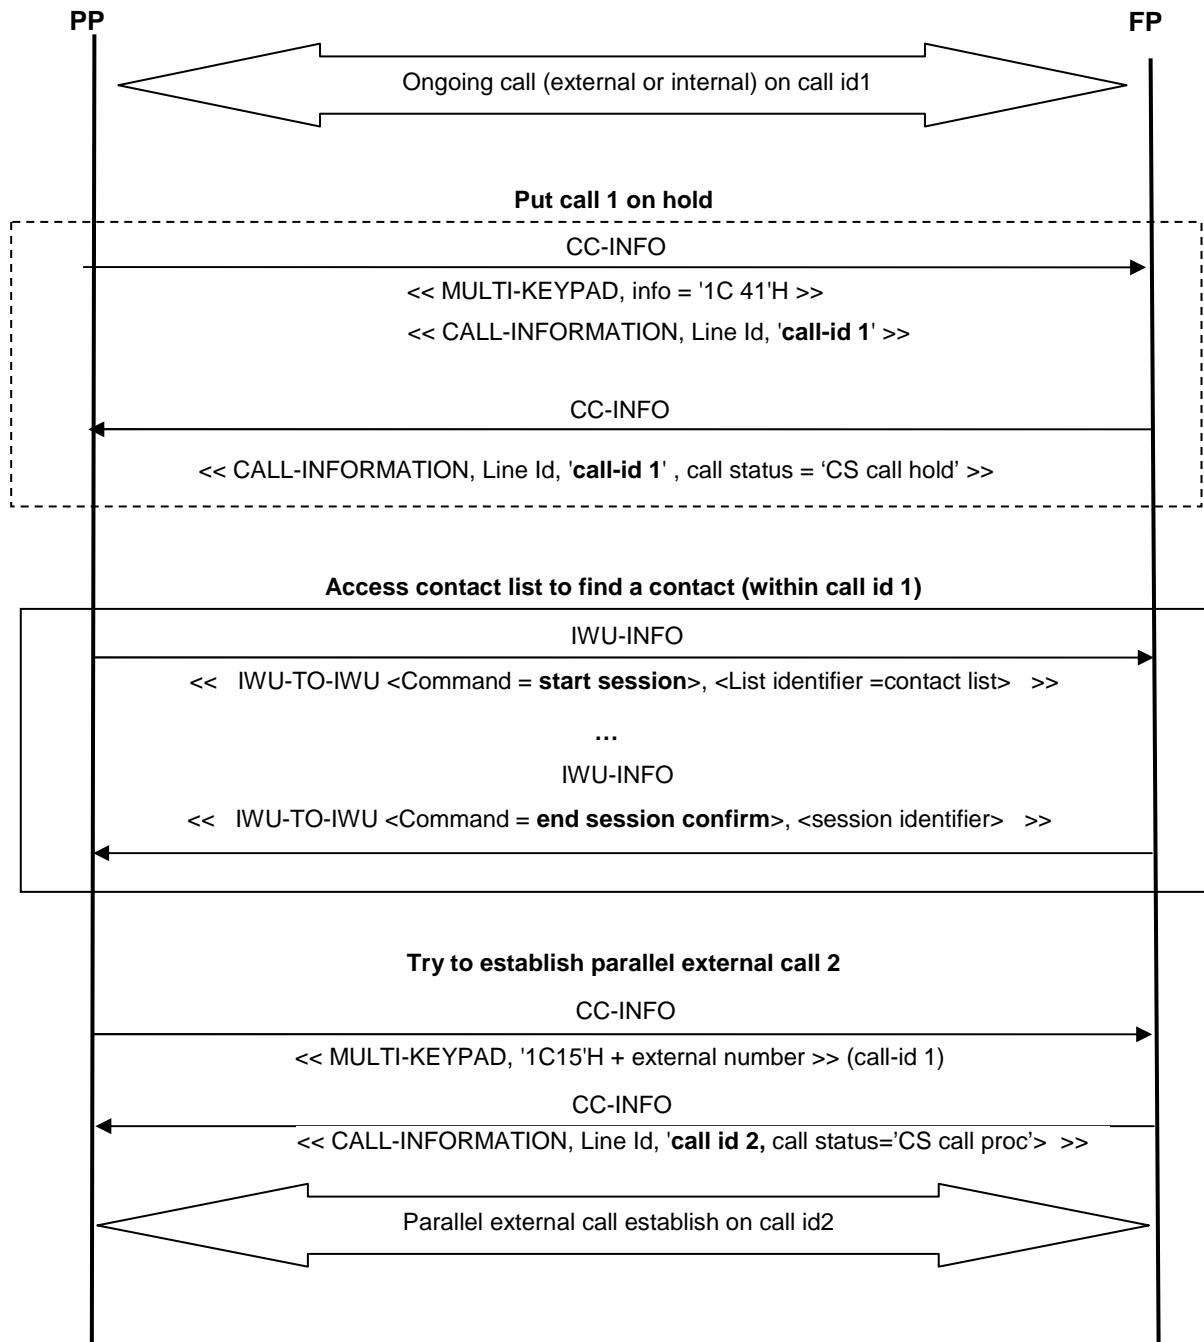 PP FP
Ongoing call (external or internal) on call id1
Put call 1 on hold
CC-INFO
<< MULTI-KEYPAD, info = '1C 41'H >>
<< CALL-INFORMATION, Line Id, 'call-id 1' >>
CC-INFO
<< CALL-INFORMATION, Line Id, 'call-id 1' , call status = ‘CS call hold’ >>
Access contact list to find a contact (within call id 1)
IWU-INFO
<< IWU-TO-IWU <Command = start session>, <List identifier =contact list> >>
...
IWU-INFO
<< IWU-TO-IWU <Command = end session confirm>, <session identifier> >>
Try to establish parallel external call 2
CC-INFO
<< MULTI-KEYPAD, '1C15'H + external number >> (call-id 1)
CC-INFO
<< CALL-INFORMATION, Line Id, 'call id 2, call status=’CS call proc’> >>
Parallel external call establish on call id2